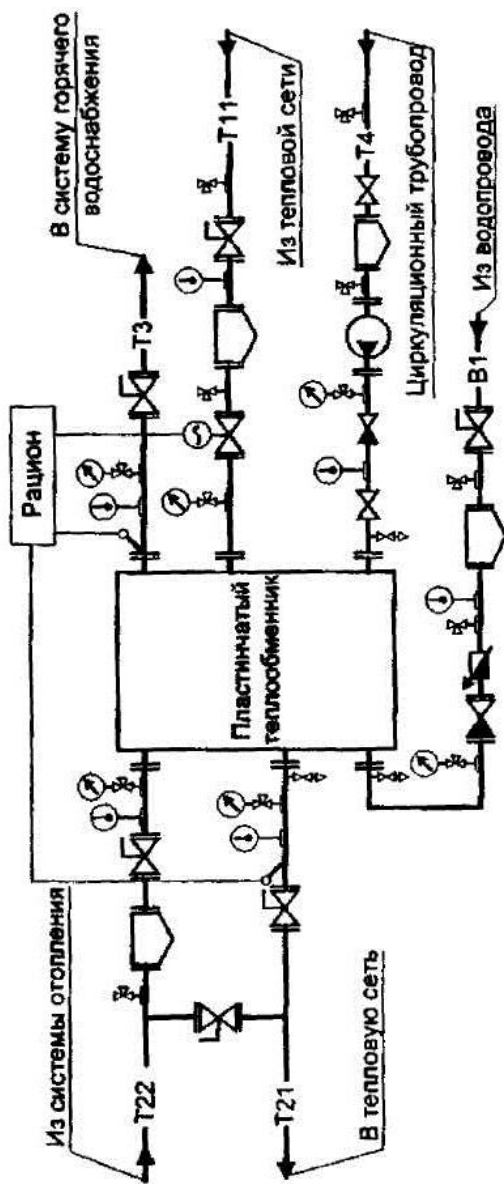 В систему горячего
водоснабжения
Т3
Т11
Из тепловой сети
Циркуляционный трубопровод
Т4
Из водопровода
В1
Рацион
Пластинчатый
теплообменник
Из системы отопления
Т22
Т21
В тепловую сеть